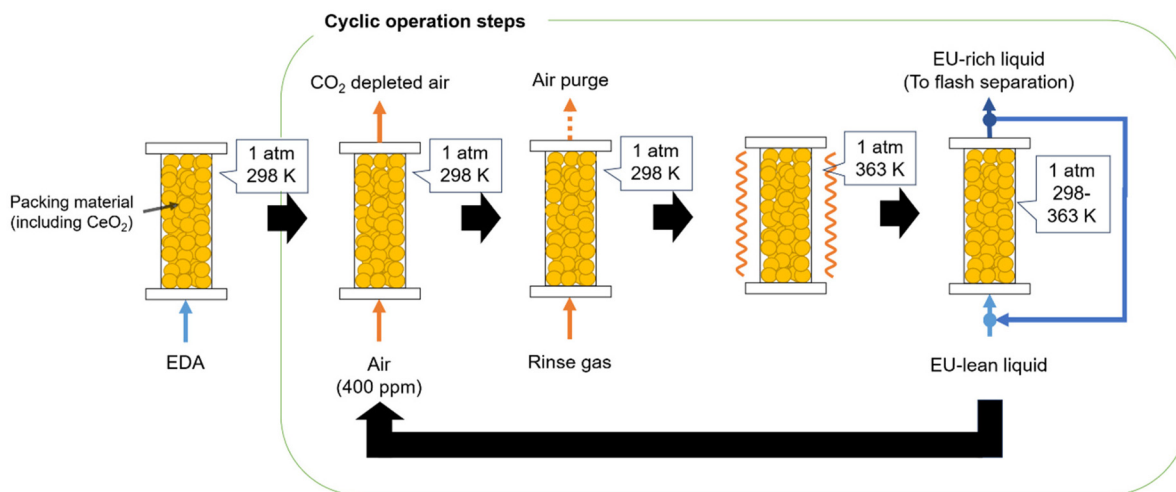 Cyclic operation steps
CO₂ depleted air
Air purge
EU-rich liquid
(To flash separation)
1 atm
298 K
1 atm
298 K
1 atm
298 K
1 atm
363 K
1 atm
298-
363 K
Packing material
(including CeO₂)
EDA
Air
(400 ppm)
Rinse gas
EU-lean liquid